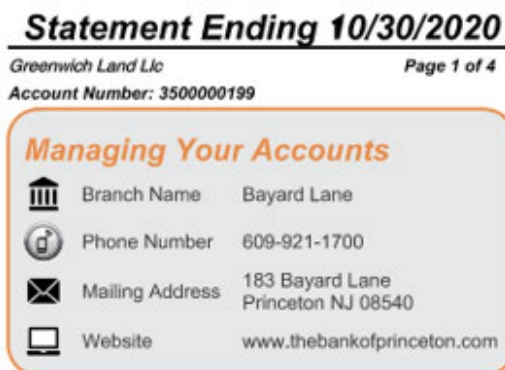 Statement Ending 10/30/2020
Greenwich Land Llc
Page 1 of 4
Account Number: 3500000199
Managing Your Accounts
Branch Name Bayard Lane
Phone Number 609-921-1700
Mailing Address 183 Bayard Lane
Princeton NJ 08540
Website www.thebankofprinceton.com